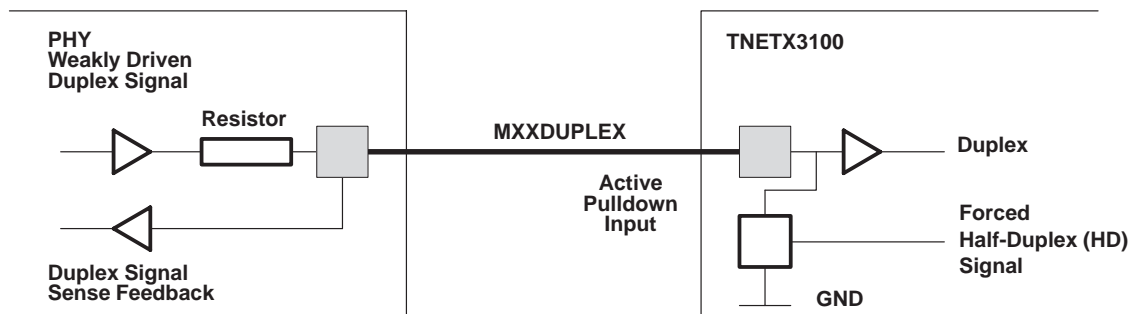 PHY
Weakly Driven
Duplex Signal
TNETX3100
Resistor
MXXDUPLEX
Duplex
Active
Pulldown
Input
Forced
Half-Duplex (HD)
Signal
Duplex Signal
Sense Feedback
GND